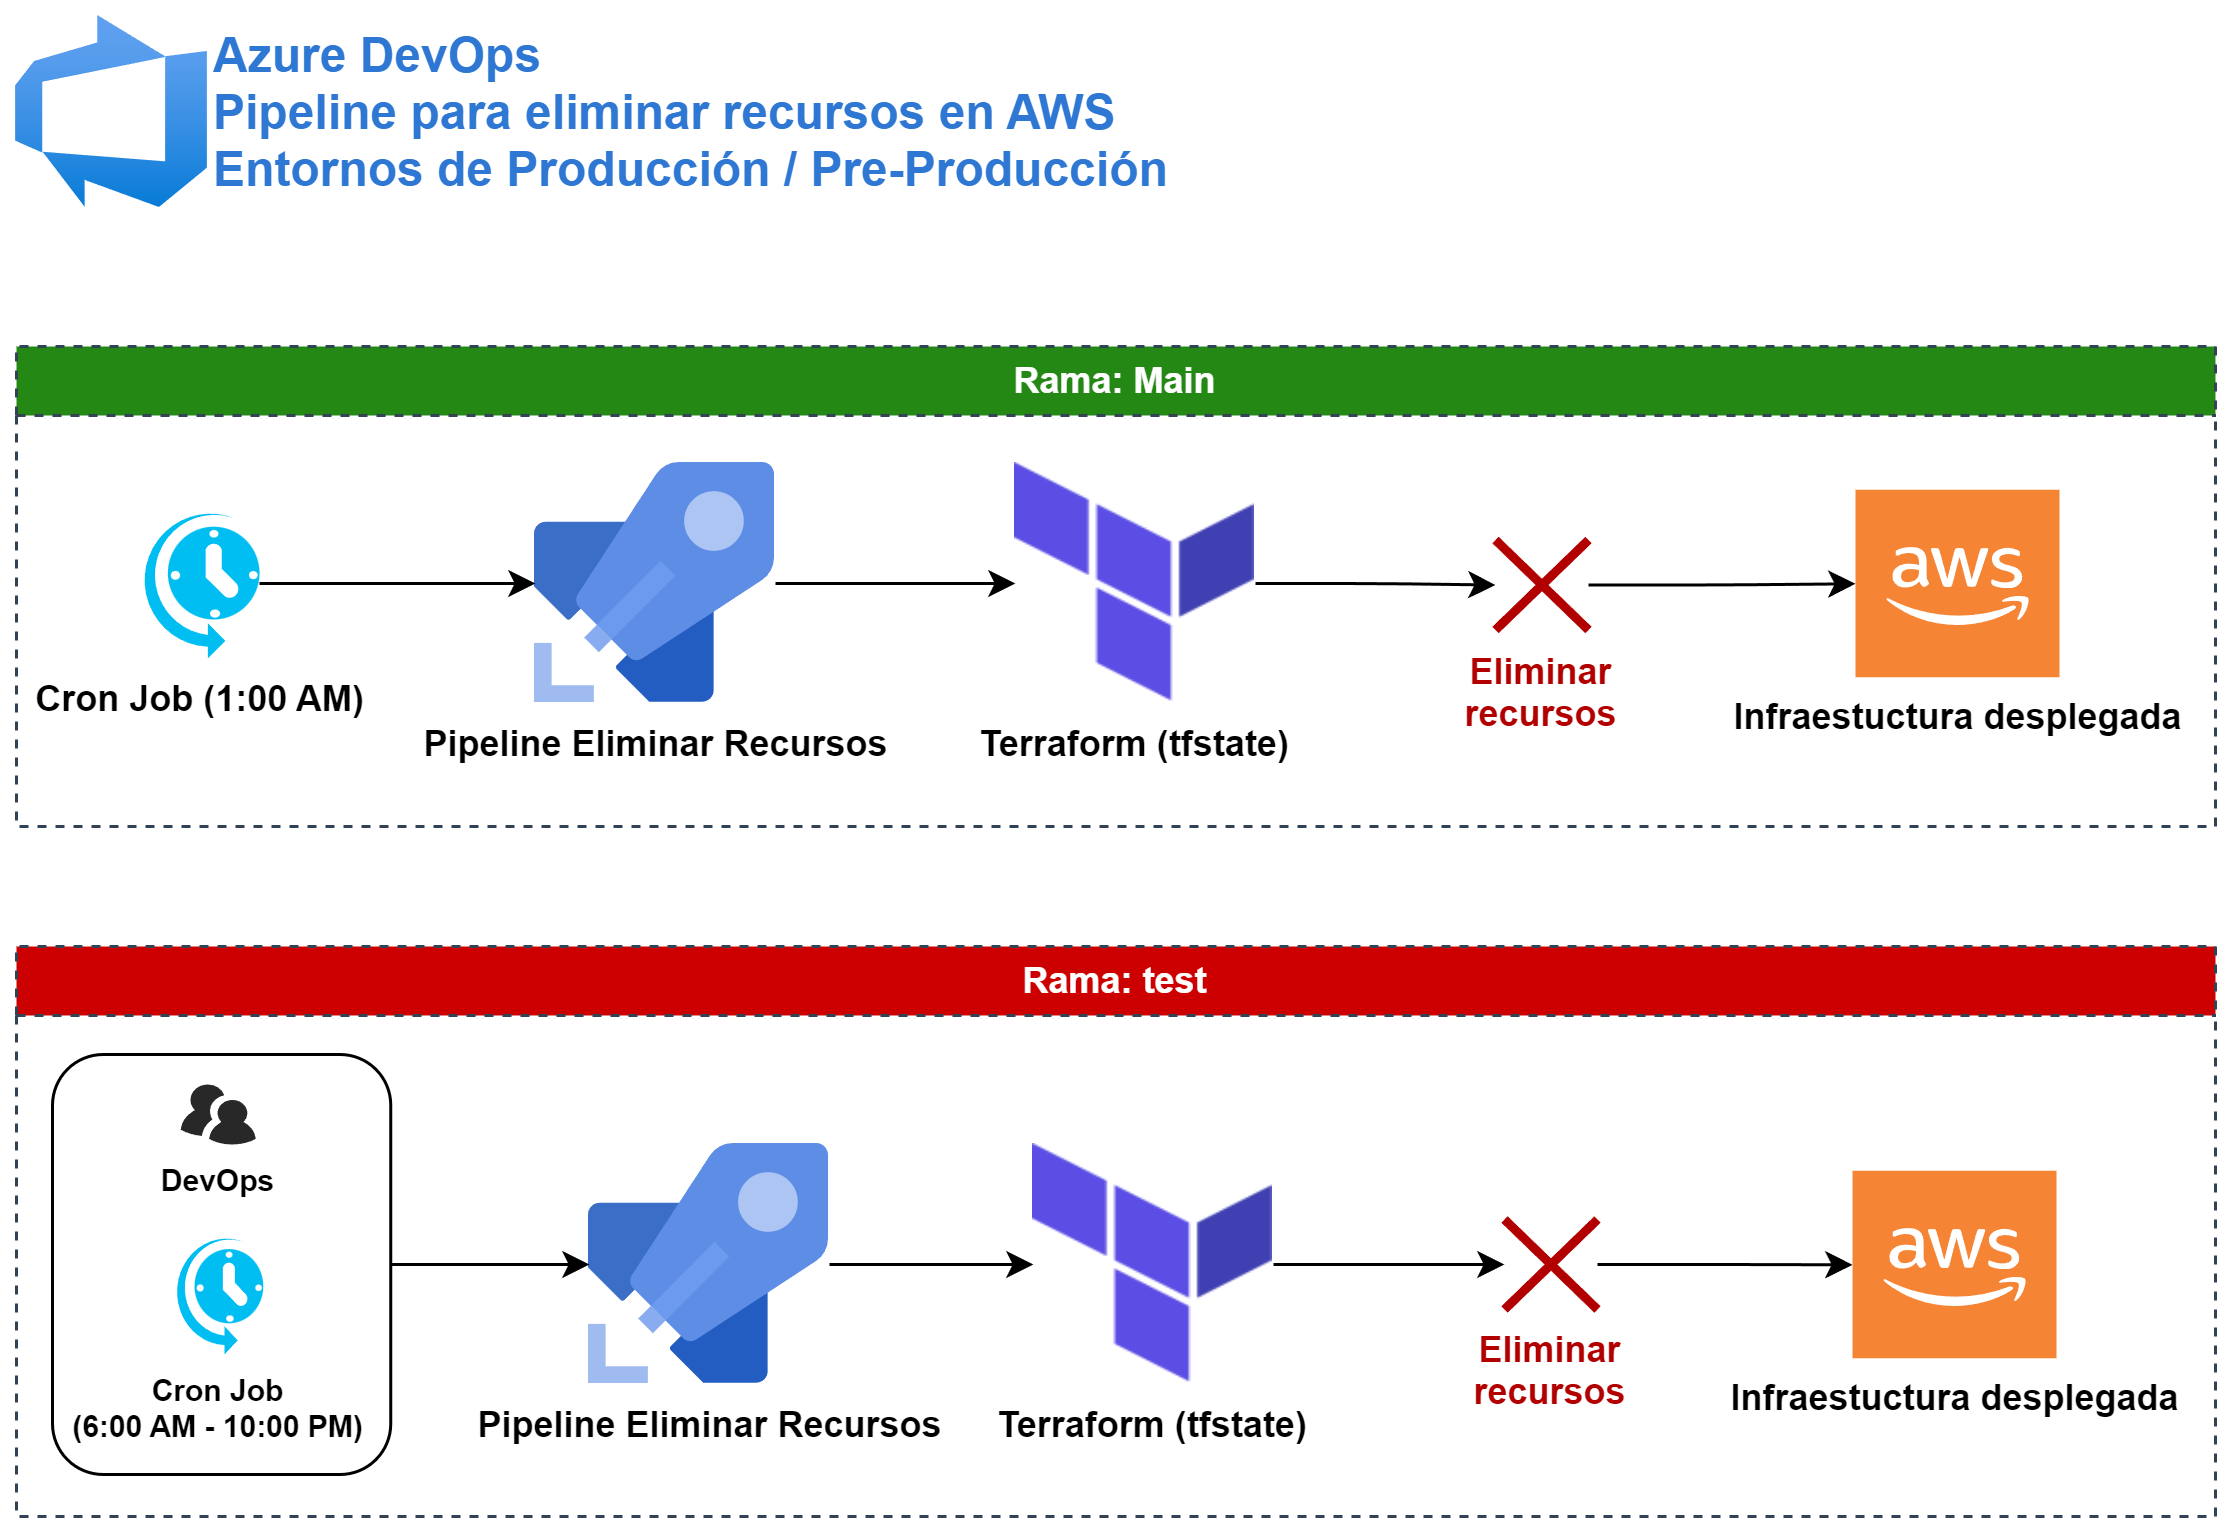 Azure DevOps
Pipeline para eliminar recursos en AWS
Entornos de Producción / Pre-Producción
Rama: Main
aws
Cron Job (1:00 AM)
Pipeline Eliminar Recursos
Terraform (tfstate)
Eliminar
recursos
Infraestuctura desplegada
Rama: test
DevOps
Cron Job
(6:00 AM - 10:00 PM)
Pipeline Eliminar Recursos
Terraform (tfstate)
Eliminar
recursos
aws
Infraestuctura desplegada